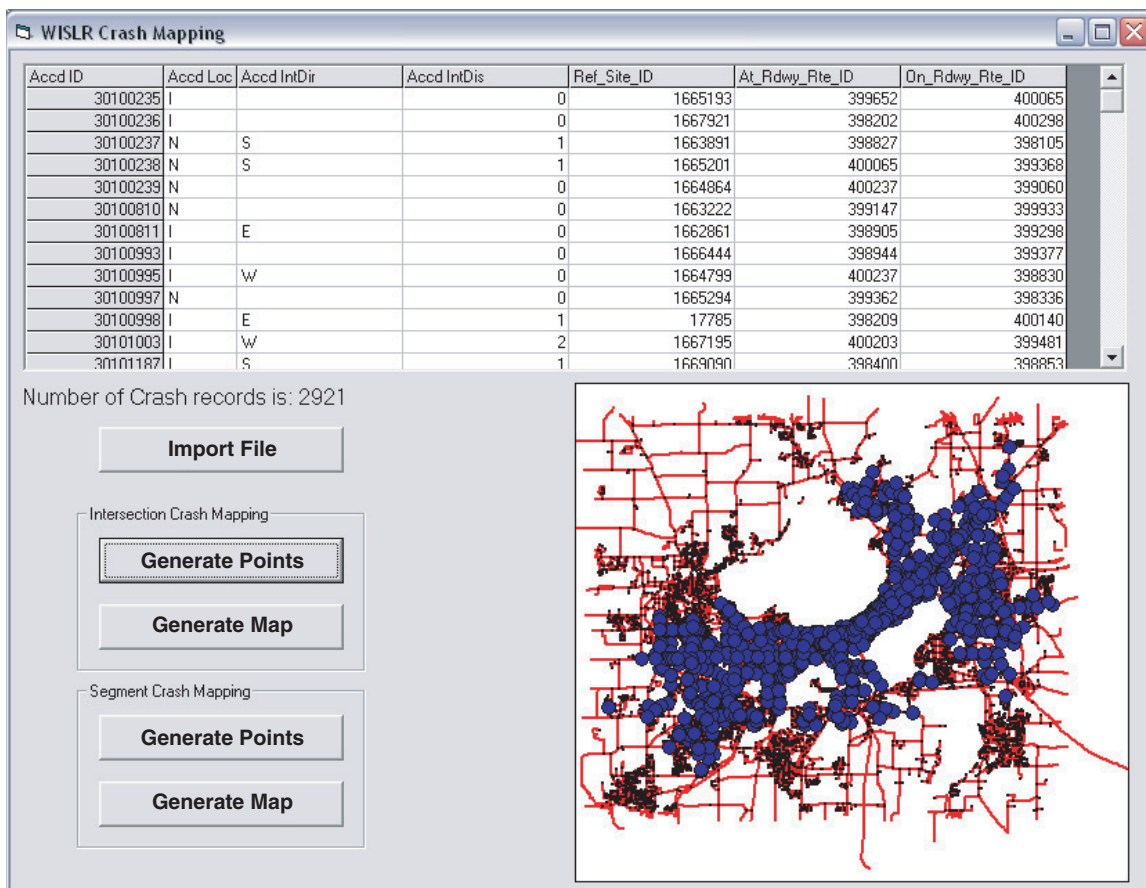 WISLR Crash Mapping
Accd ID Accd Loc Accd IntDir Accd IntDis Ref_Site_ID At_Rdwy_Rte_ID On_Rdwy_Rte_ID
30100235 I 0 1665193 399652 400065
30100236 I 0 1667921 398202 400298
30100237 N S 1 1663891 398827 398105
30100238 N S 1 1665201 400065 399368
30100239 N 0 1664864 400237 399060
30100810 N 0 1663222 399147 399933
30100811 I E 0 1662861 398905 399298
30100993 I 0 1666444 398944 399377
30100995 I W 0 1664799 400237 398830
30100997 N 0 1665294 399362 398336
30100998 I E 1 17785 398209 400140
30101003 I W 2 1667195 400203 399481
30101187 I S 1 1669090 398400 398853
Number of Crash records is: 2921
Import File
Intersection Crash Mapping
Generate Points
Generate Map
Segment Crash Mapping
Generate Points
Generate Map